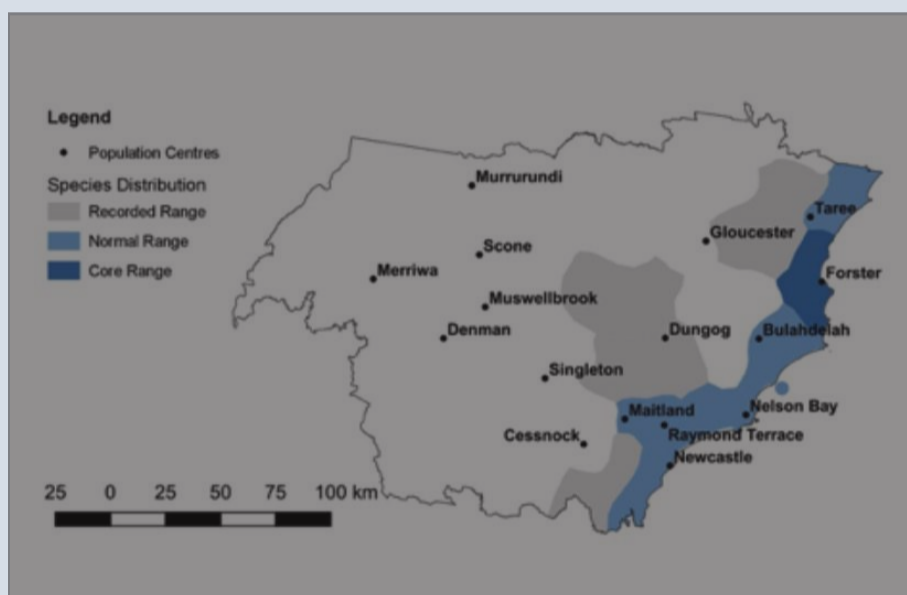 Legend
Population Centres
Species Distribution
Recorded Range
Normal Range
Core Range
Murrurundi
Taree
Gloucester
Scone
Merriwa
Forster
Muswellbrook
Denman
Dungog
Bulahdelah
Singleton
Maitland
Nelson Bay
Cessnock
Raymond Terrace
Newcastle
25 0 25 50 75 100 km